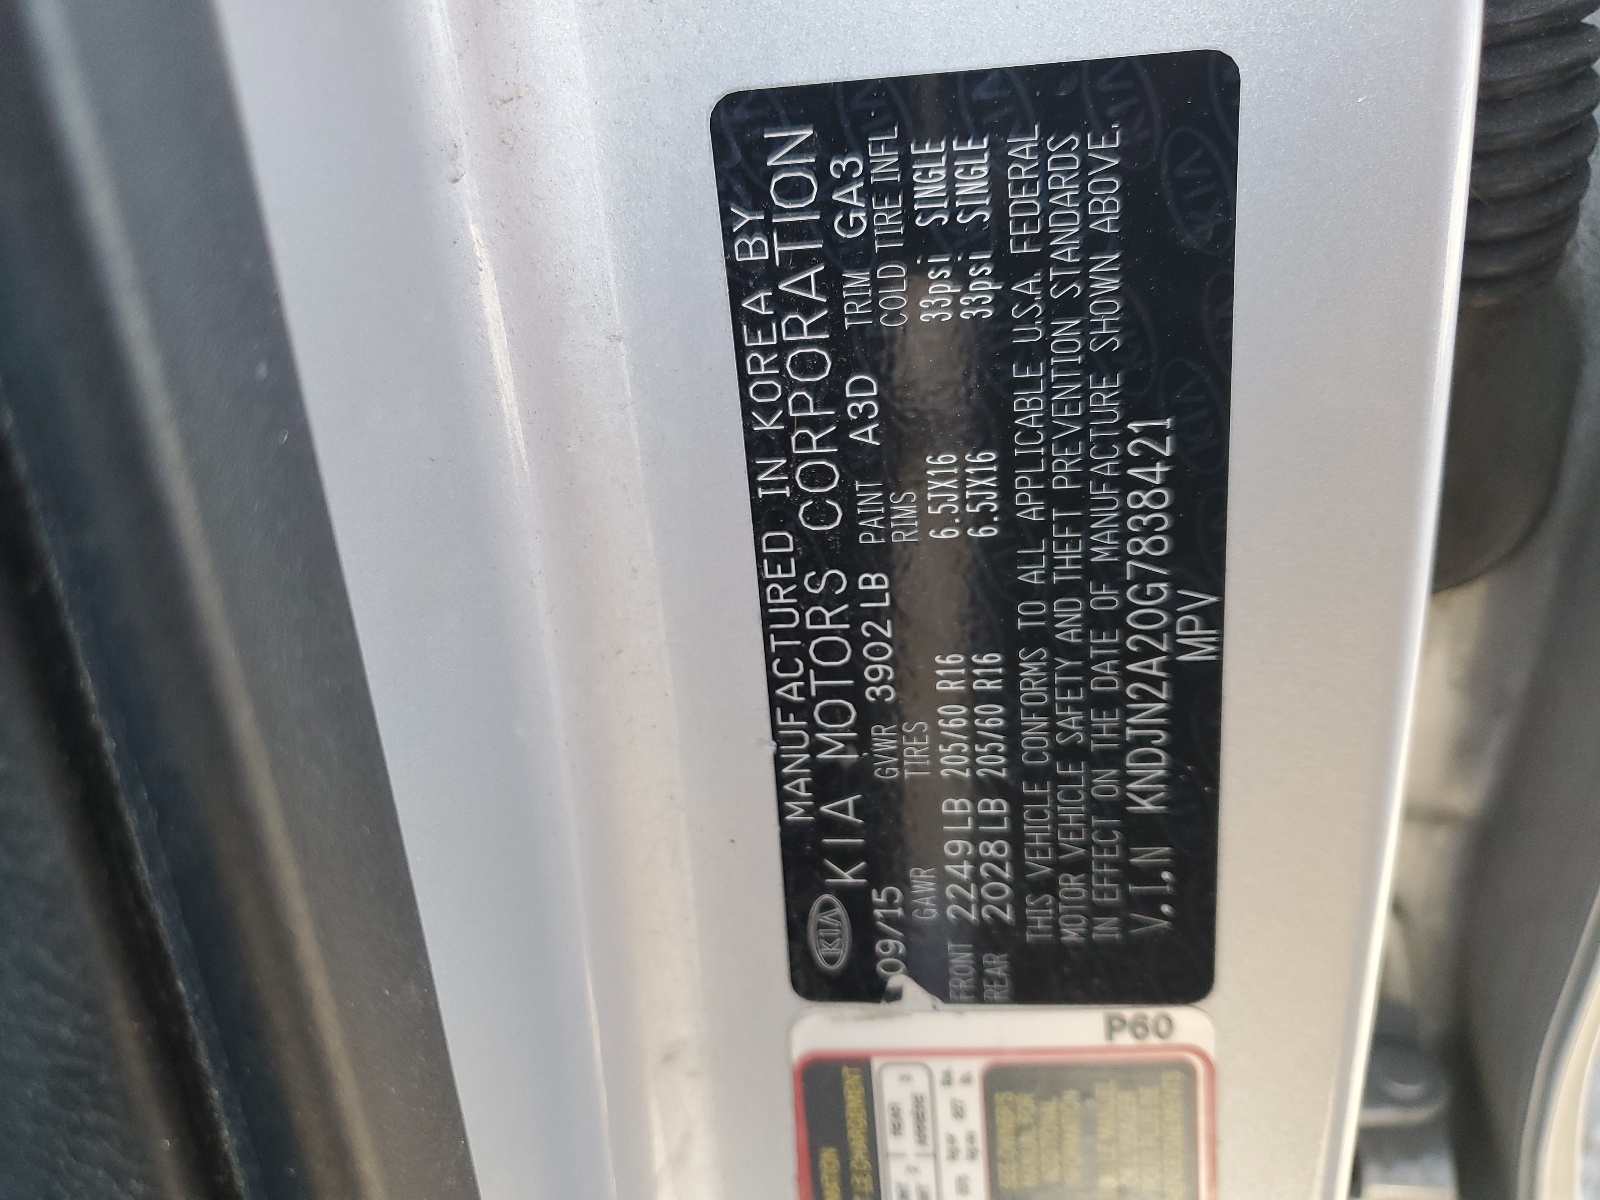 MANUFACTURED IN KOREA BY
KIA KIA MOTORS CORPORATION
09/15 GVWR 3902LB PAINT A3D TRIM GA3
GAWR TIRES RIMS COLD TIRE INFL.
FRONT 2249LB 205/60 R16 6.5JX16 33psi SINGLE
REAR 2028LB 205/60 R16 6.5JX16 33psi SINGLE
THIS VEHICLE CONFORMS TO ALL APPLICABLE U.S.A. FEDERAL
MOTOR VEHICLE SAFETY AND THEFT PREVENTION STANDARDS
IN EFFECT ON THE DATE OF MANUFACTURE SHOWN ABOVE.
V.I.N KNDJN2A20G7838421
MPV
P60
REAR